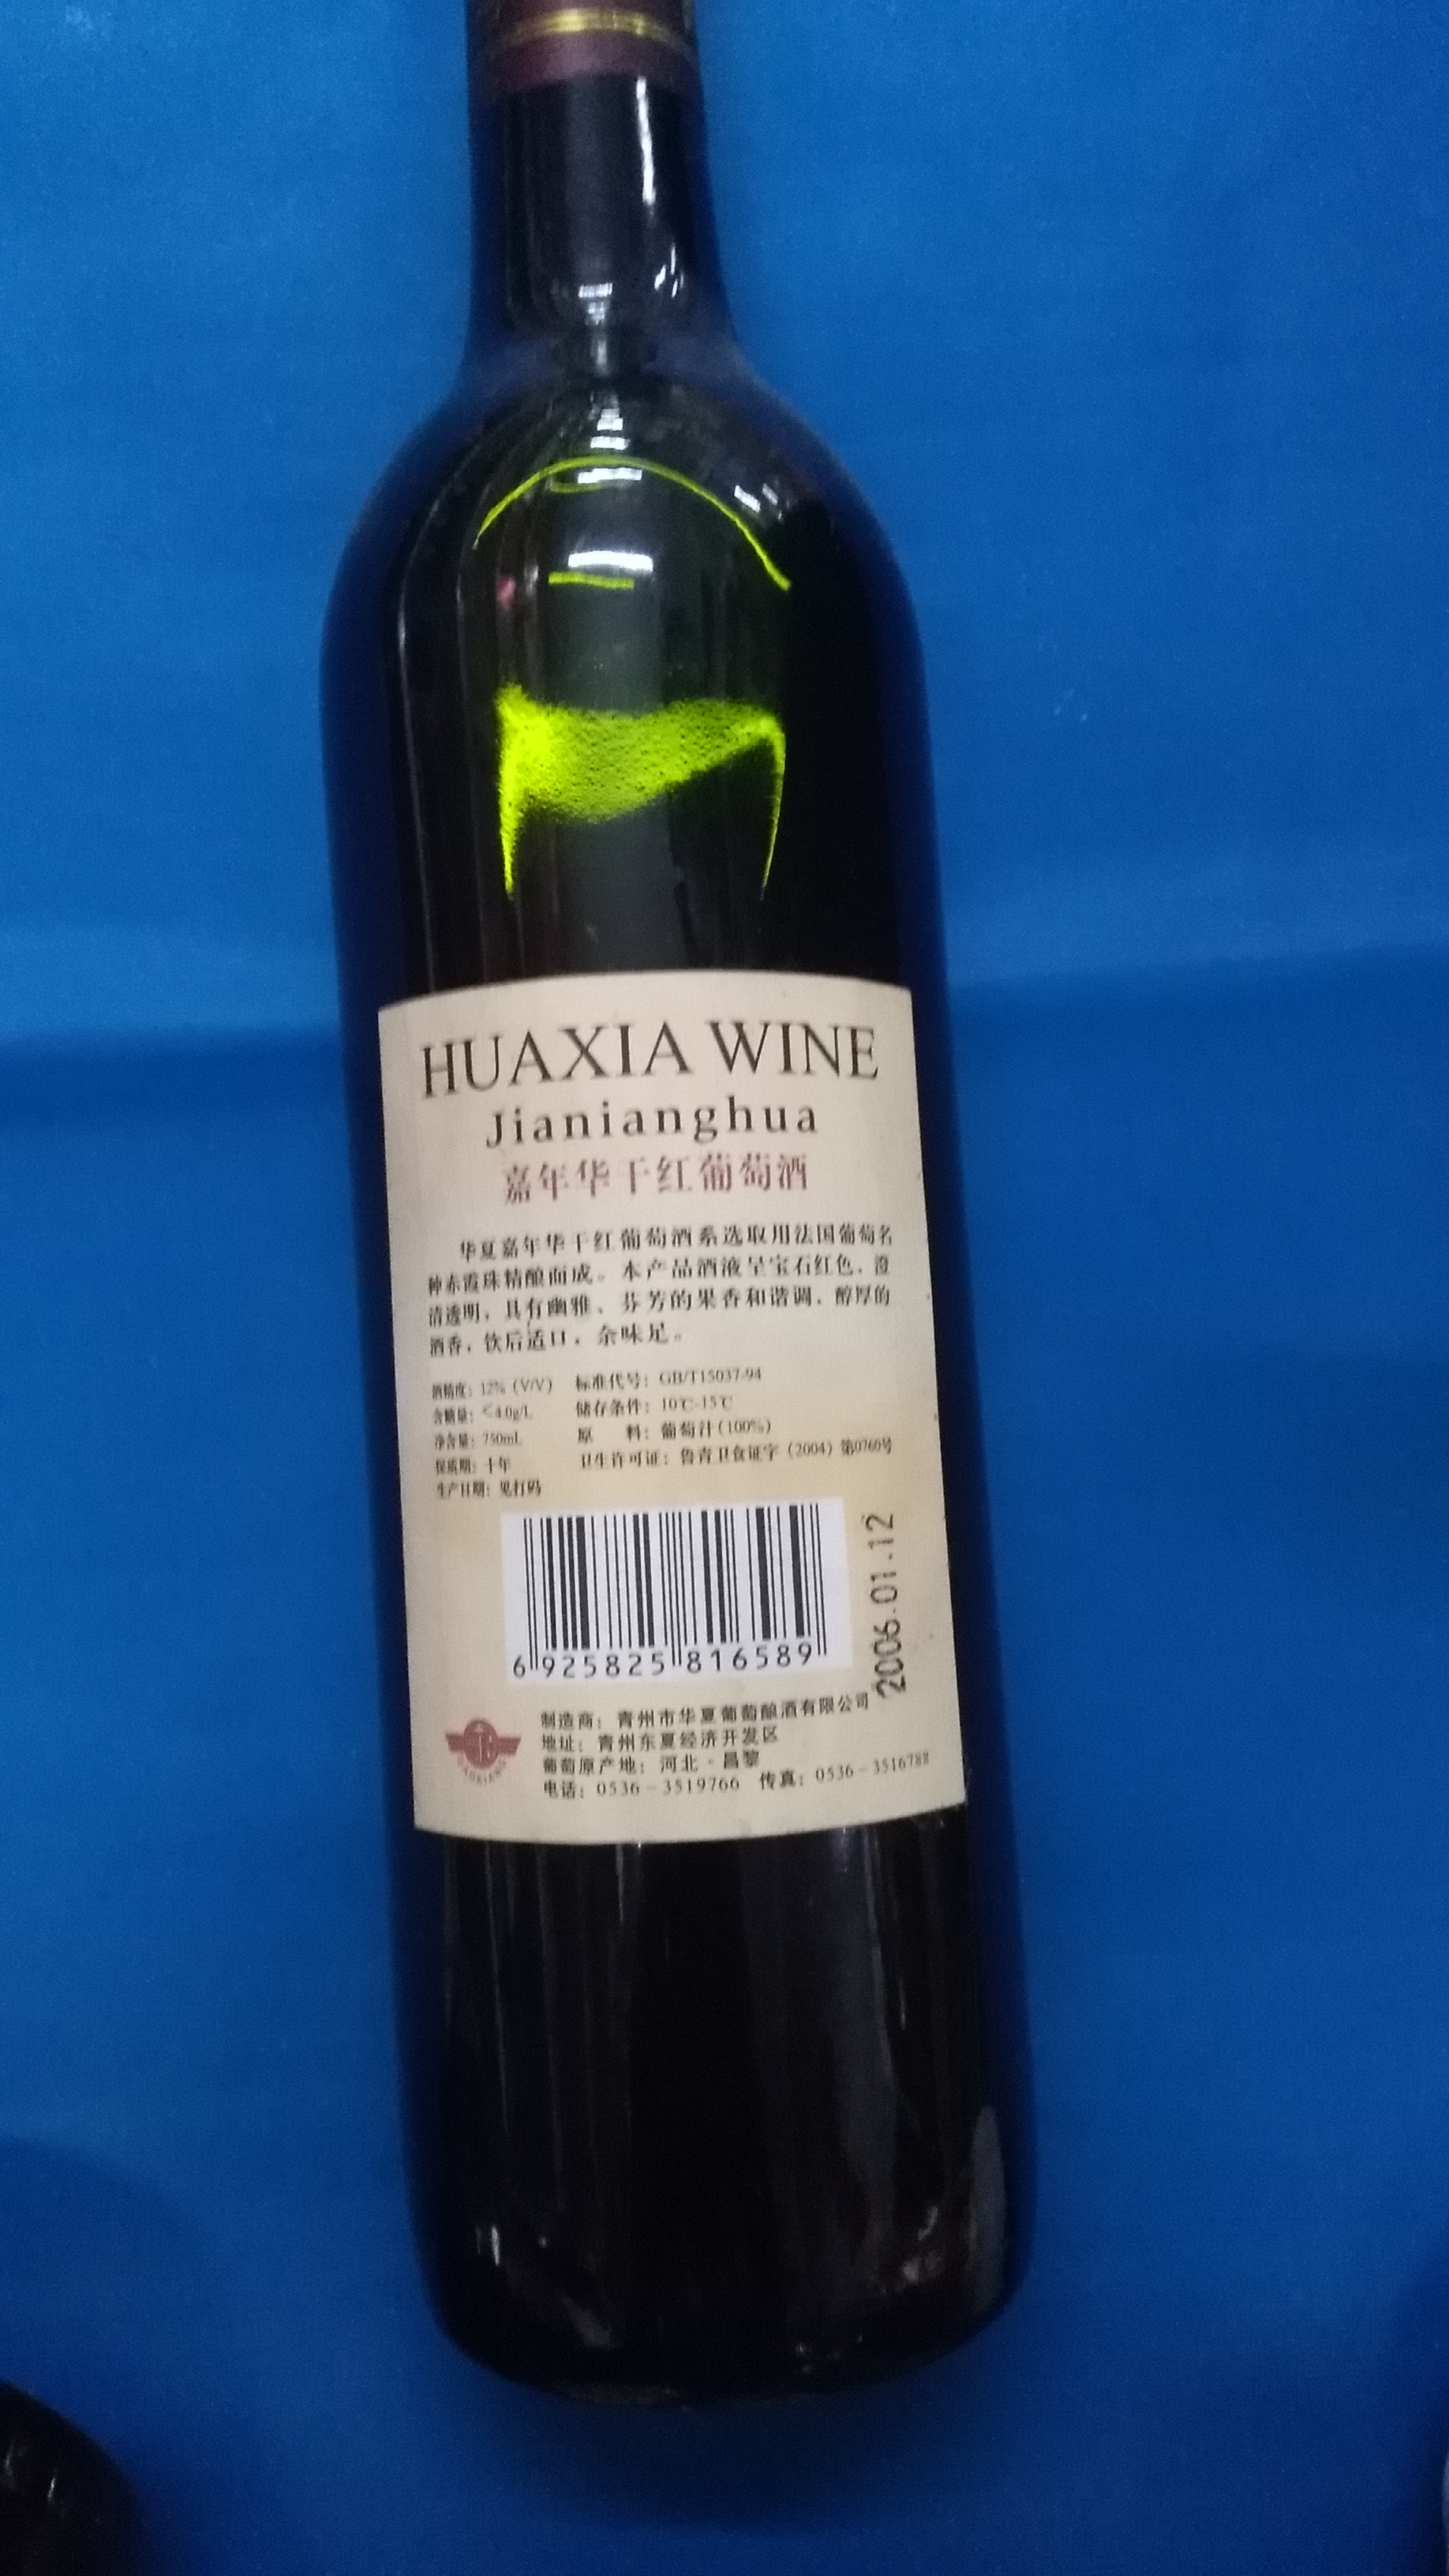 HUAXIA WINE
Jianianghua
嘉年华干红葡萄酒
华夏嘉年华干红葡萄酒系选取用法国葡萄名
种赤霞珠精酿而成。本产品酒液呈宝石红色，澄
清透明，具有幽雅、芬芳的果香和谐调，醇厚的
酒香，饮后适口，余味足。
酒精度：12%（V/V） 标准代号：GB/T15037-94
含糖量：＜4.0g/L 储存条件：10℃-15℃
净含量：750mL 原 料：葡萄汁（100%）
保质期：十年 卫生许可证：鲁青卫食证字（2004）第0760号
生产日期：见打码
2006.01.12
6 925825 816589
制造商：青州市华夏葡萄酿酒有限公司
地址：青州东夏经济开发区
葡萄原产地：河北·昌黎
电话：0536－3519766 传真：0536－3516788